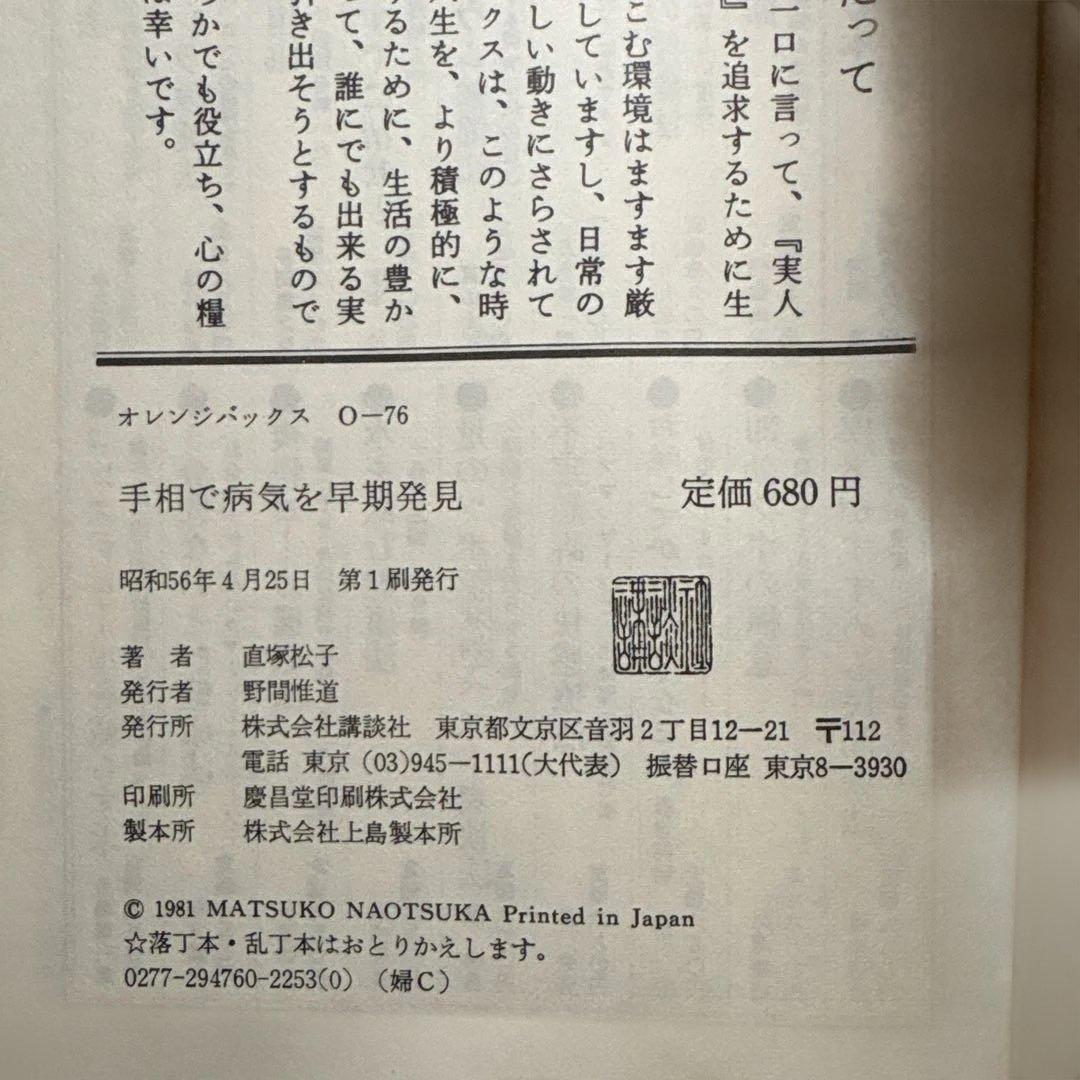 だって
一口に言って、『実人
』を追求するために生
こむ環境はますます厳
していますし、日常の
しい動きにさらされて
クスは、このような時
生を、より積極的に、
るために、生活の豊か
って、誰にでも出来る実
き出そうとするもので
かでも役立ち、心の糧
幸いです。
オレンジバックス O—76
手相で病気を早期発見 定価 680 円
昭和56年4月25日 第1刷発行
講談社
著 者 直塚松子
発行者 野間惟道
発行所 株式会社講談社 東京都文京区音羽2丁目12—21 〒112
電話 東京 (03)945—1111(大代表) 振替口座 東京8—3930
印刷所 慶昌堂印刷株式会社
製本所 株式会社上島製本所
© 1981 MATSUKO NAOTSUKA Printed in Japan
☆落丁本・乱丁本はおとりかえします。
0277-294760-2253(0) (婦C)